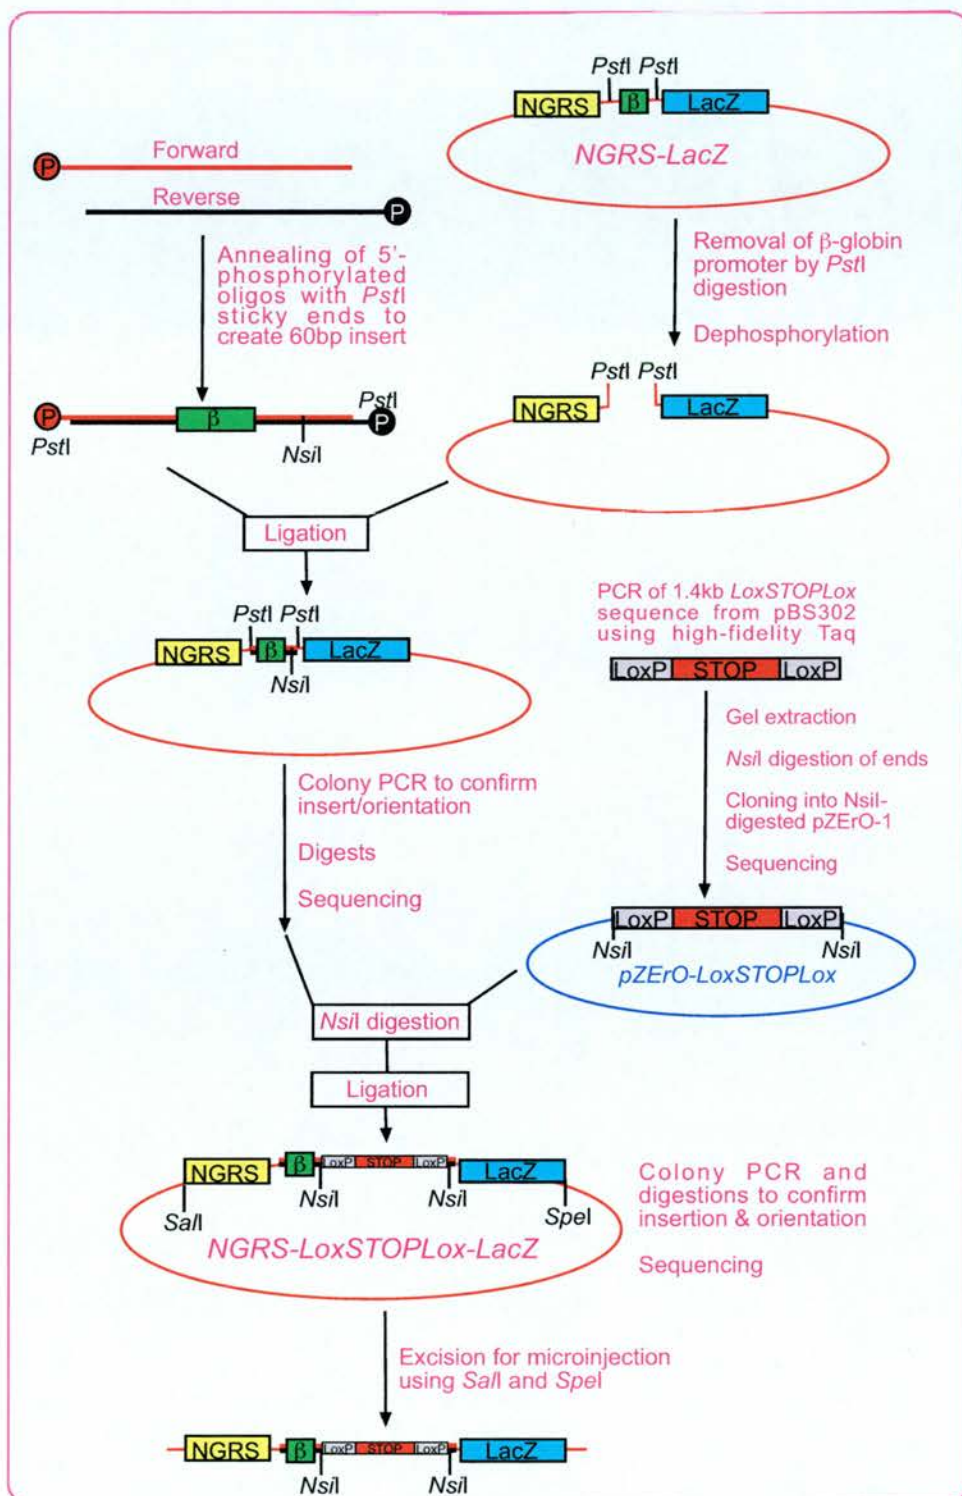 PstI PstI
NGRS β LacZ
NGRS-LacZ
P Forward
Reverse P
Annealing of 5'-
phosphorylated
oligos with PstI
sticky ends to
create 60bp insert
Removal of β-globin
promoter by PstI
digestion
Dephosphorylation
PstI PstI
NGRS LacZ
P β PstI P
PstI NsiI
Ligation
PstI PstI
NGRS β LacZ
NsiI
PCR of 1.4kb LoxSTOPLox
sequence from pBS302
using high-fidelity Taq
LoxP STOP LoxP
Gel extraction
NsiI digestion of ends
Cloning into NsiI-
digested pZErO-1
Sequencing
Colony PCR to confirm
insert/orientation
Digests
Sequencing
LoxP STOP LoxP
NsiI NsiI
pZErO-LoxSTOPLox
NsiI digestion
Ligation
NGRS β LoxP STOP LoxP LacZ
SalI NsiI NsiI SpeI
NGRS-LoxSTOPLox-LacZ
Colony PCR and
digestions to confirm
insertion & orientation
Sequencing
Excision for microinjection
using SalI and SpeI
NGRS β LoxP STOP LoxP LacZ
NsiI NsiI